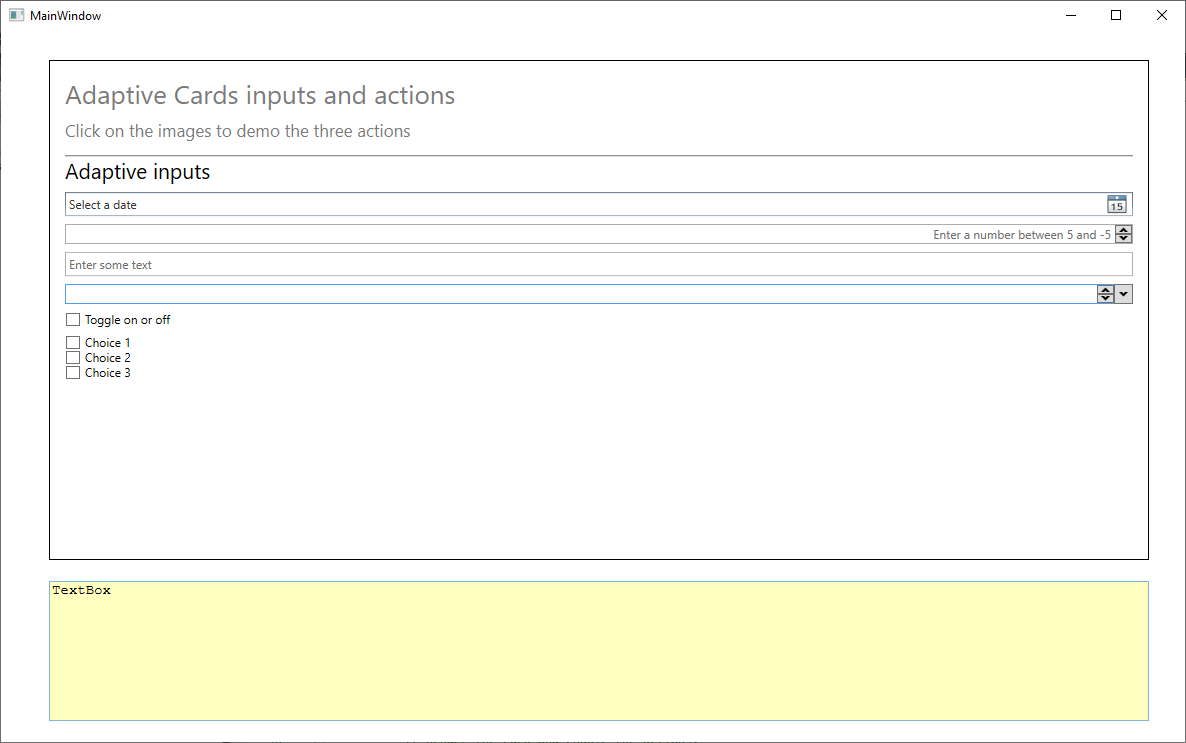 MainWindow
Adaptive Cards inputs and actions
Click on the images to demo the three actions
Adaptive inputs
Select a date
15
Enter a number between 5 and -5
Enter some text
Toggle on or off
Choice 1
Choice 2
Choice 3
TextBox